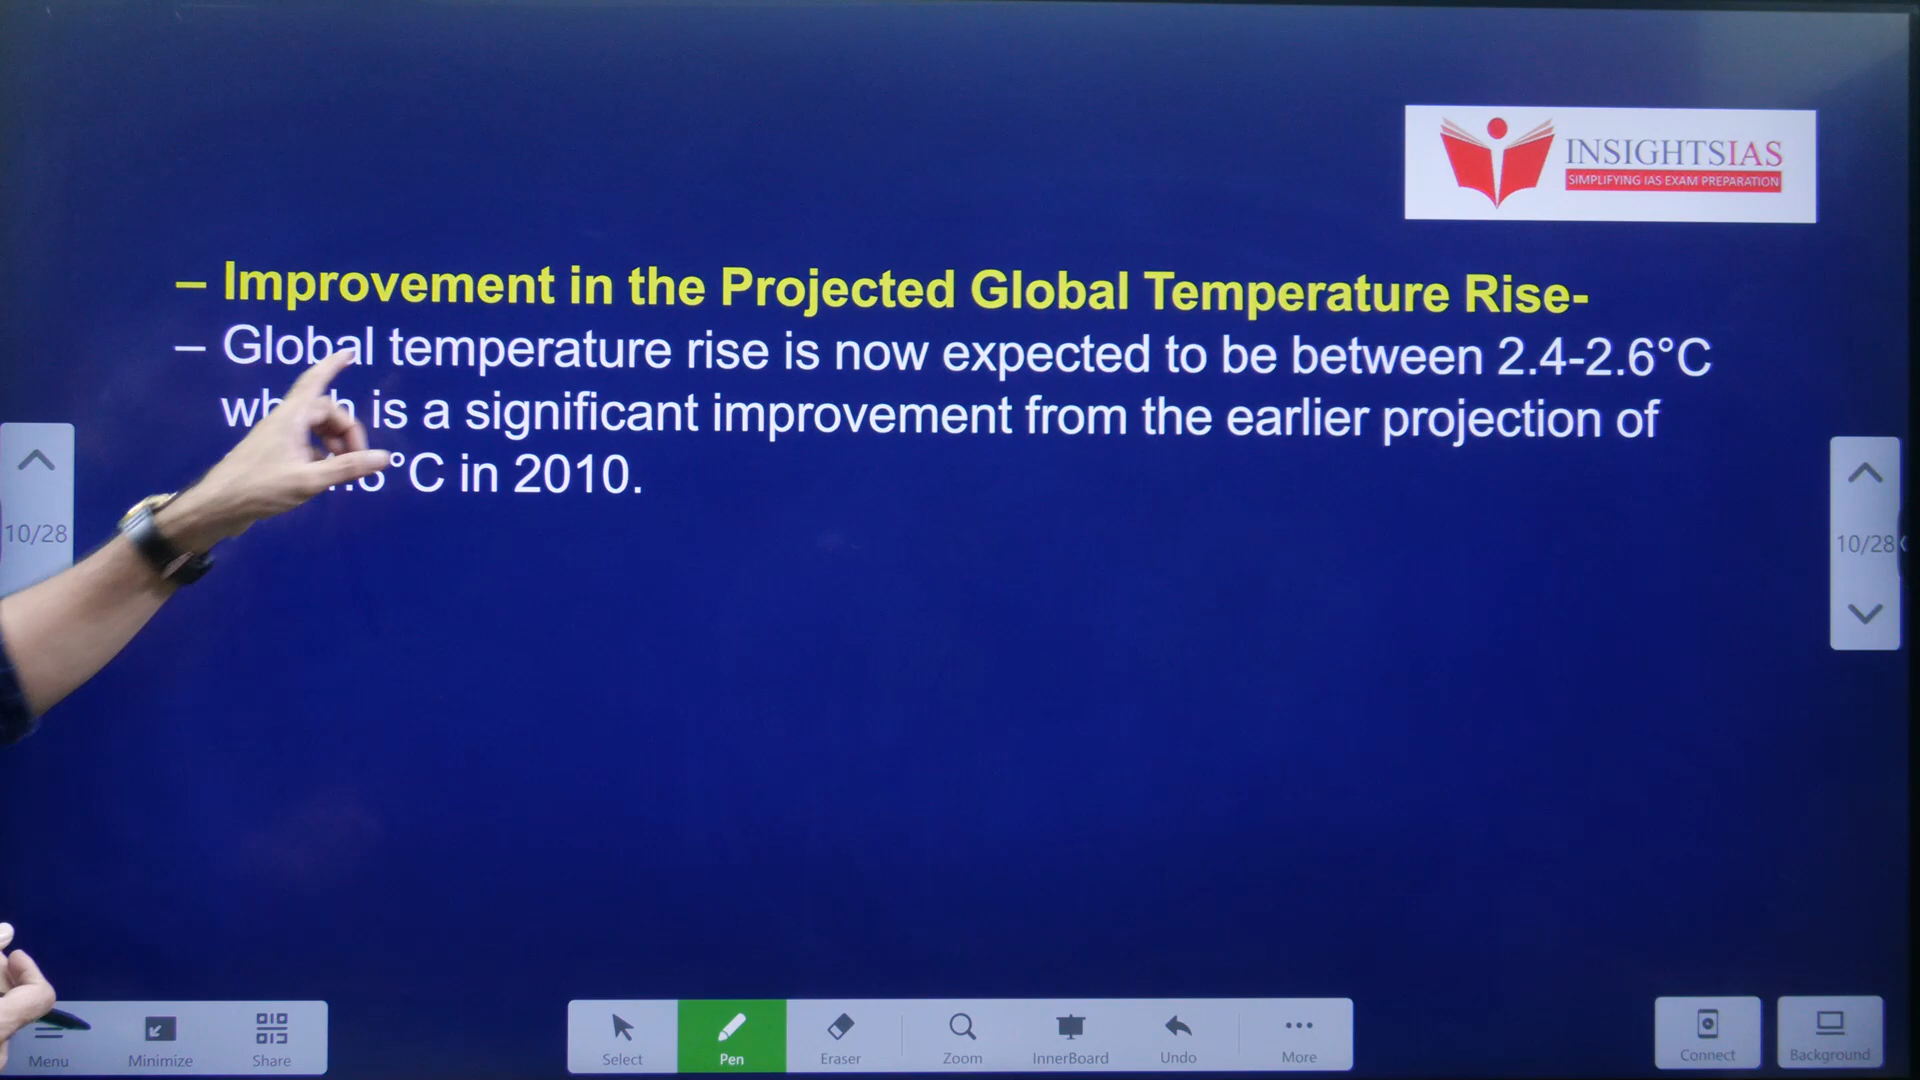 INSIGHTSIAS
SIMPLIFYING IAS EXAM PREPARATION
– Improvement in the Projected Global Temperature Rise-
– Global temperature rise is now expected to be between 2.4-2.6°C
is a significant improvement from the earlier projection of
°C in 2010.
10/28
10/28
Menu
Minimize
Share
Select
Pen
Eraser
Zoom
InnerBoard
Undo
More
Connect
Background